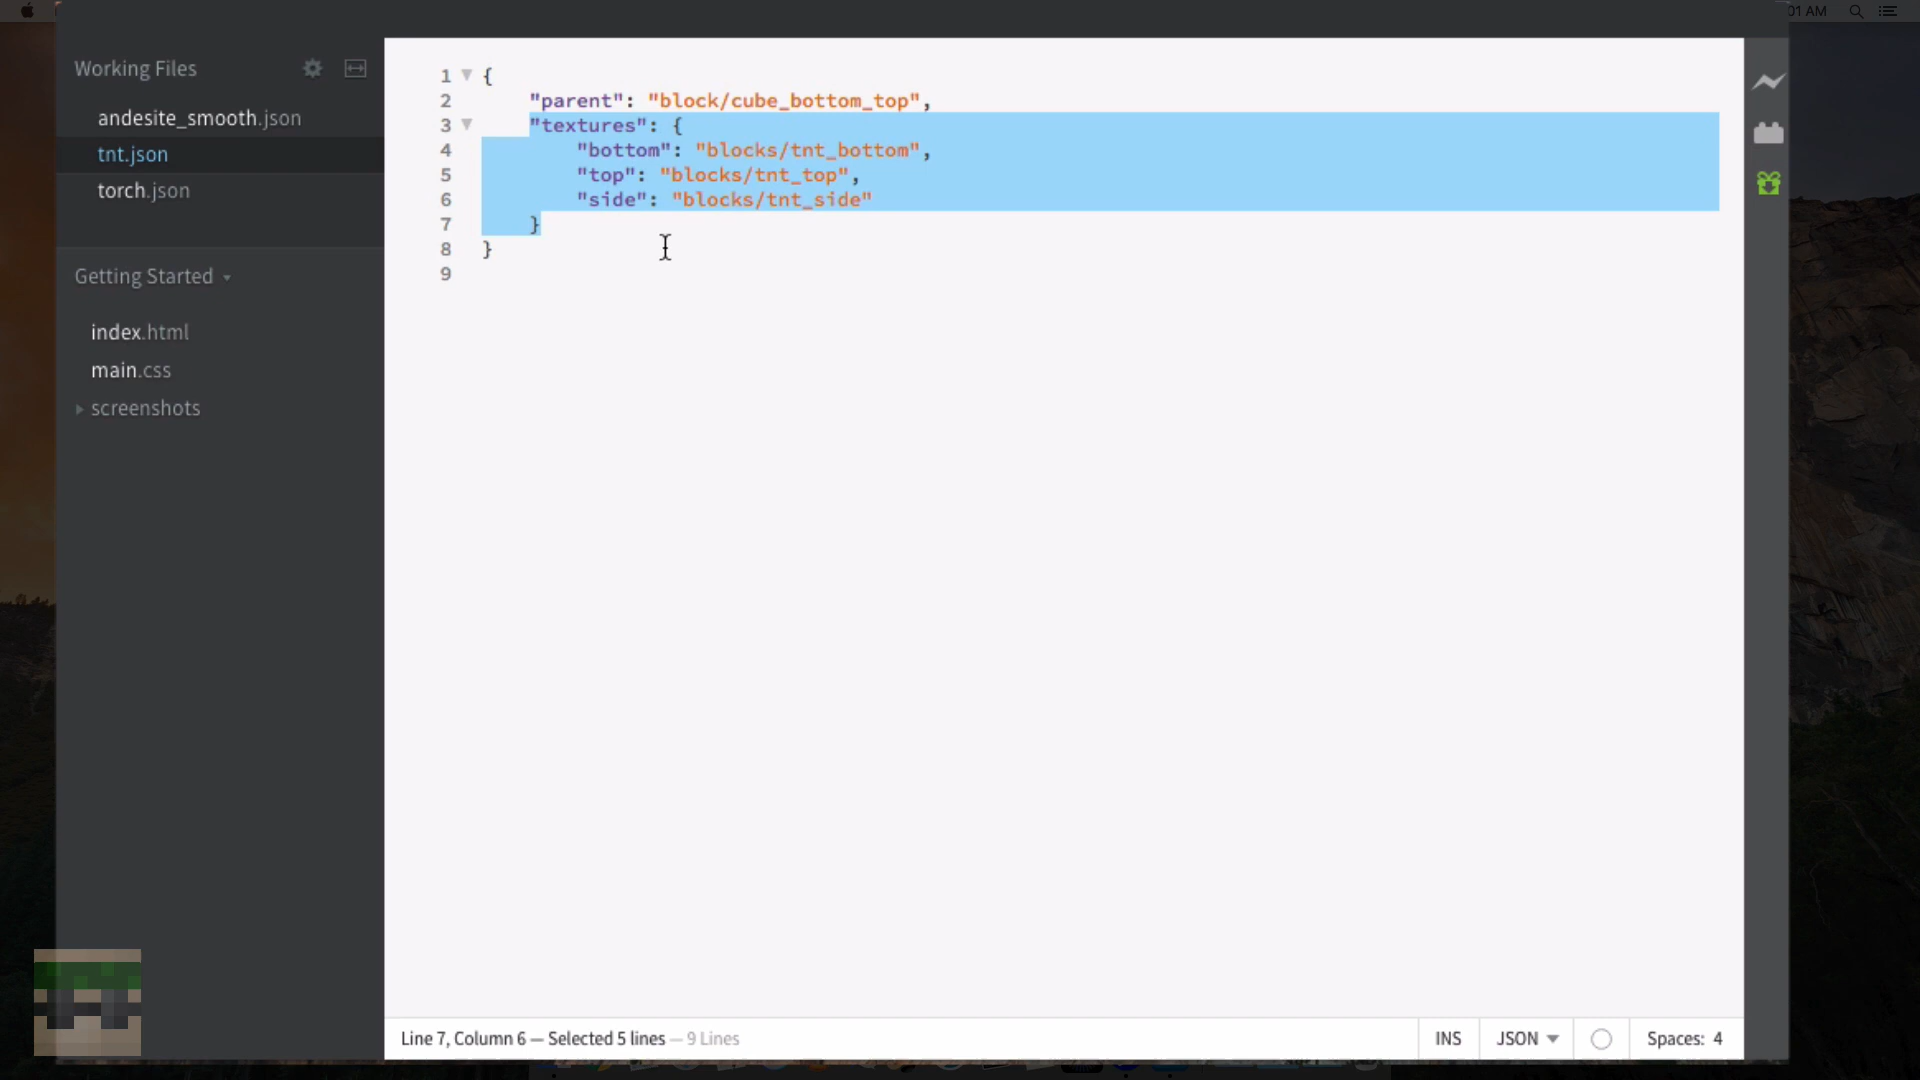 01 AM
Working Files
andesite_smooth.json
tnt.json
torch.json
Getting Started
index.html
main.css
screenshots
1 {
2 "parent": "block/cube_bottom_top",
3 "textures": {
4 "bottom": "blocks/tnt_bottom",
5 "top": "blocks/tnt_top",
6 "side": "blocks/tnt_side"
7 }
8 }
9
Line 7, Column 6 — Selected 5 lines — 9 Lines
INS JSON Spaces: 4